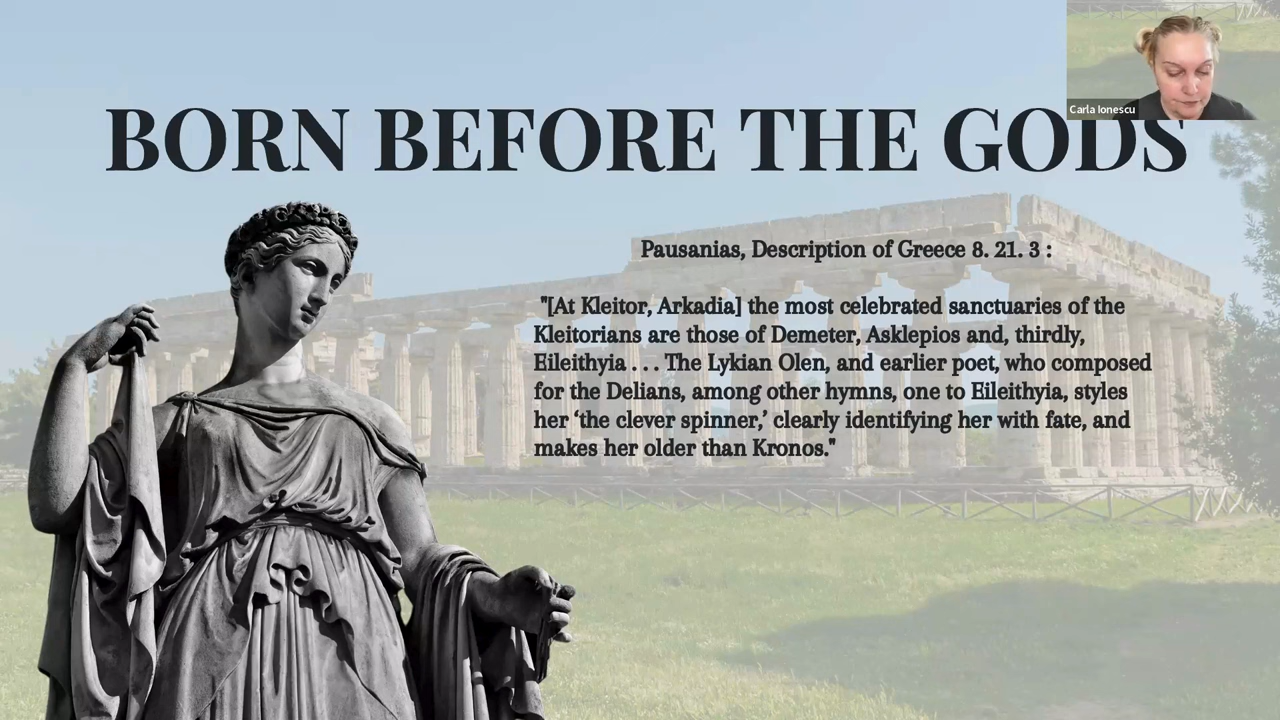 Carla Ionescu
BORN BEFORE THE GODS
Pausanias, Description of Greece 8. 21. 3 :
"[At Kleitor, Arkadia] the most celebrated sanctuaries of the
Kleitorians are those of Demeter, Asklepios and, thirdly,
Eileithyia . . . The Lykian Olen, and earlier poet, who composed
for the Delians, among other hymns, one to Eileithyia, styles
her ‘the clever spinner,’ clearly identifying her with fate, and
makes her older than Kronos."